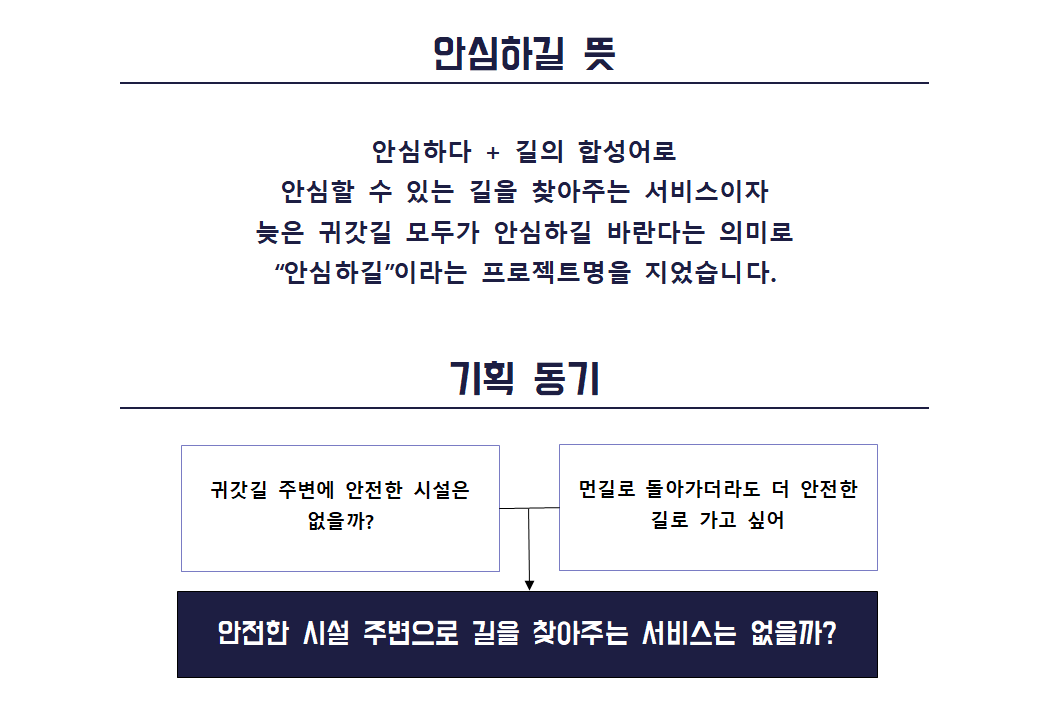 안심하길 뜻
안심하다 + 길의 합성어로
안심할 수 있는 길을 찾아주는 서비스이자
늦은 귀갓길 모두가 안심하길 바란다는 의미로
“안심하길”이라는 프로젝트명을 지었습니다.
기획 동기
귀갓길 주변에 안전한 시설은
없을까?
먼길로 돌아가더라도 더 안전한
길로 가고 싶어
안전한 시설 주변으로 길을 찾아주는 서비스는 없을까?